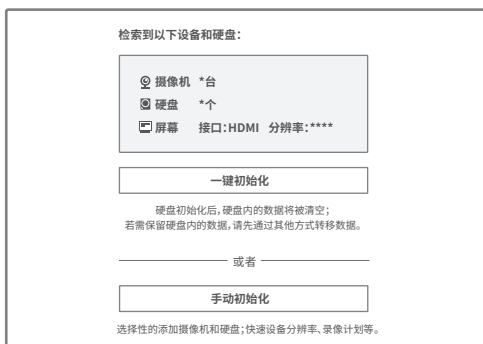 检索到以下设备和硬盘：
摄像机 *台
硬盘 *个
屏幕 接口：HDMI 分辨率：****
一键初始化
硬盘初始化后，硬盘内的数据将被清空；
若需保留硬盘内的数据，请先通过其他方式转移数据。
或者
手动初始化
选择性的添加摄像机和硬盘；快速设备分辨率、录像计划等。